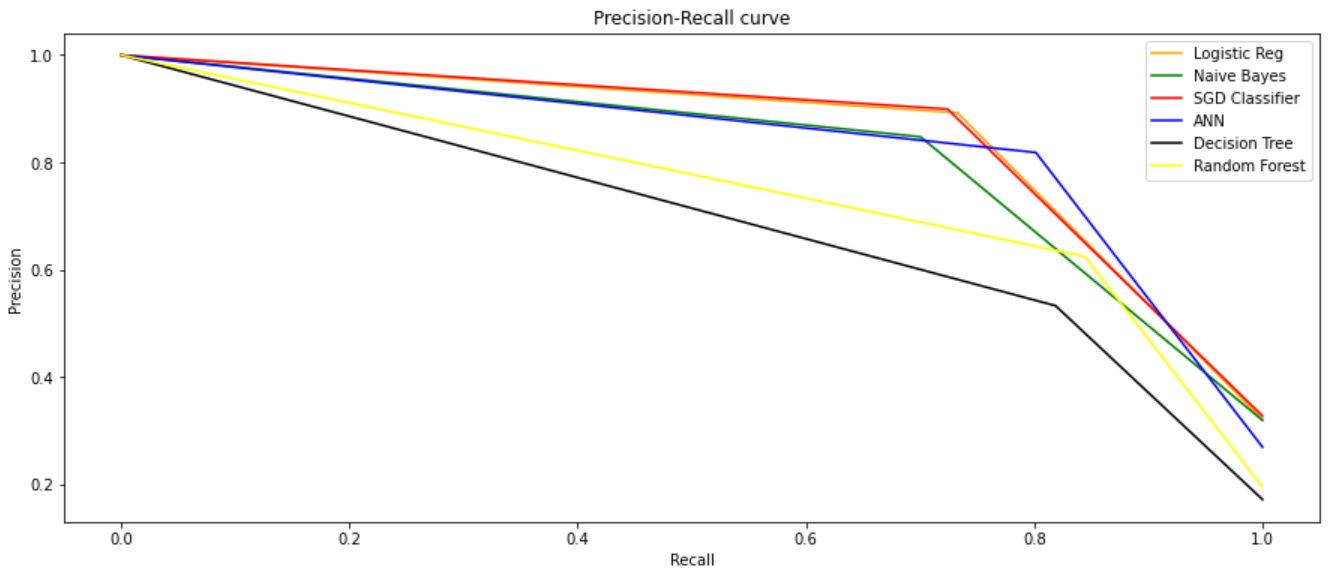 Precision-Recall curve
1.0
0.8
0.6
0.4
0.2
Precision
0.0
0.2
0.4
0.6
0.8
1.0
Recall
Logistic Reg
Naive Bayes
SGD Classifier
ANN
Decision Tree
Random Forest